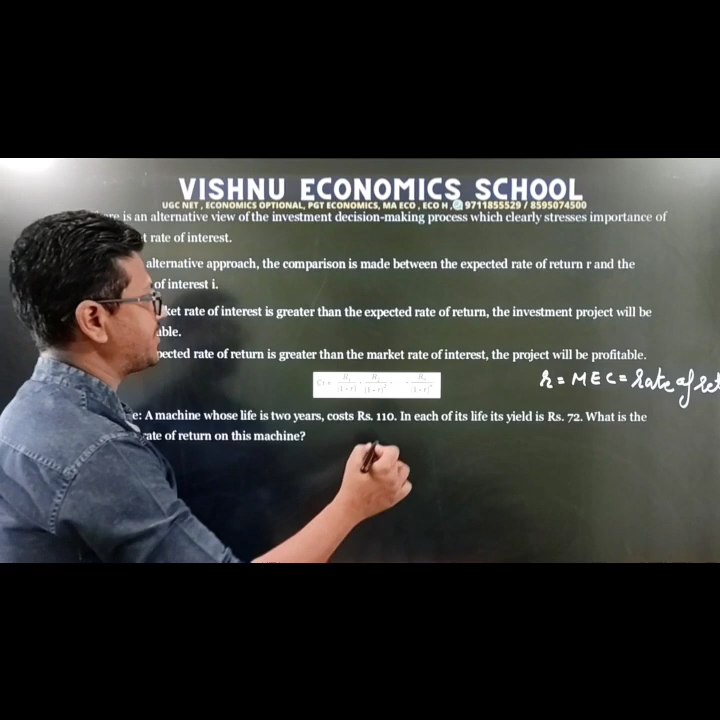 VISHNU ECONOMICS SCHOOL
UGC NET , ECONOMICS OPTIONAL, PGT ECONOMICS, MA ECO , ECO H , 9711855529 / 8595074500
is an alternative view of the investment decision-making process which clearly stresses importance of
rate of interest.
alternative approach, the comparison is made between the expected rate of return r and the
of interest i.
rate of interest is greater than the expected rate of return, the investment project will be
rate of return is greater than the market rate of interest, the project will be profitable.
r = MEC = Rate of
A machine whose life is two years, costs Rs. 110. In each of its life its yield is Rs. 72. What is the
rate of return on this machine?